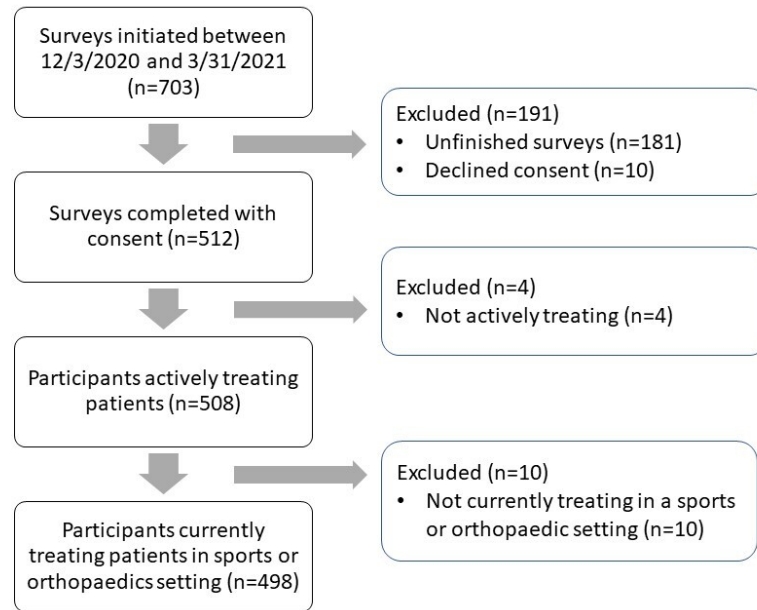 Surveys initiated between
12/3/2020 and 3/31/2021
(n=703)
Excluded (n=191)
• Unfinished surveys (n=181)
• Declined consent (n=10)
Surveys completed with
consent (n=512)
Excluded (n=4)
• Not actively treating (n=4)
Participants actively treating
patients (n=508)
Excluded (n=10)
• Not currently treating in a sports
or orthopaedic setting (n=10)
Participants currently
treating patients in sports or
orthopaedics setting (n=498)